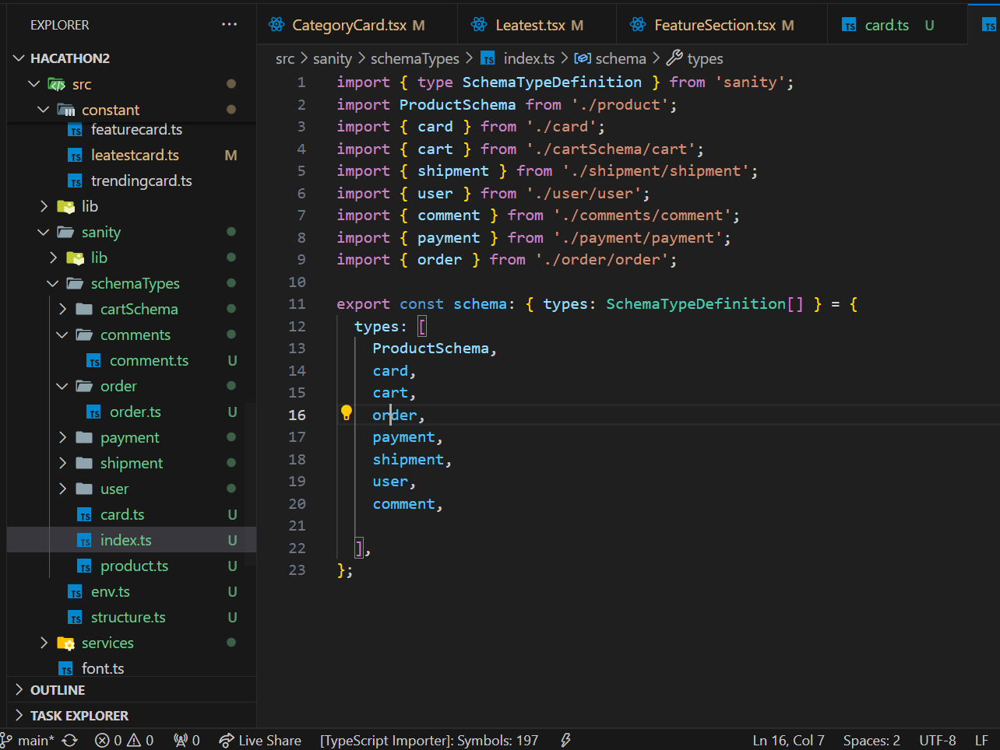 EXPLORER ···
HACATHON2
src
constant
featurecard.ts
leatestcard.ts M
trendingcard.ts
lib
sanity
lib
schemaTypes
cartSchema
comments
comment.ts U
order
order.ts U
payment
shipment
user
card.ts U
index.ts U
product.ts U
env.ts U
structure.ts U
services
font.ts
OUTLINE
TASK EXPLORER
CategoryCard.tsx M Leatest.tsx M FeatureSection.tsx M card.ts U
src > sanity > schemaTypes > TS index.ts > schema > types
1 import { type SchemaTypeDefinition } from 'sanity';
2 import ProductSchema from './product';
3 import { card } from './card';
4 import { cart } from './cartSchema/cart';
5 import { shipment } from './shipment/shipment';
6 import { user } from './user/user';
7 import { comment } from './comments/comment';
8 import { payment } from './payment/payment';
9 import { order } from './order/order';
10
11 export const schema: { types: SchemaTypeDefinition[] } = {
12 types: [
13 ProductSchema,
14 card,
15 cart,
16 order,
17 payment,
18 shipment,
19 user,
20 comment,
21
22 ],
23 };
main* 0 0 0 Live Share [TypeScript Importer]: Symbols: 197 Ln 16, Col 7 Spaces: 2 UTF-8 LF